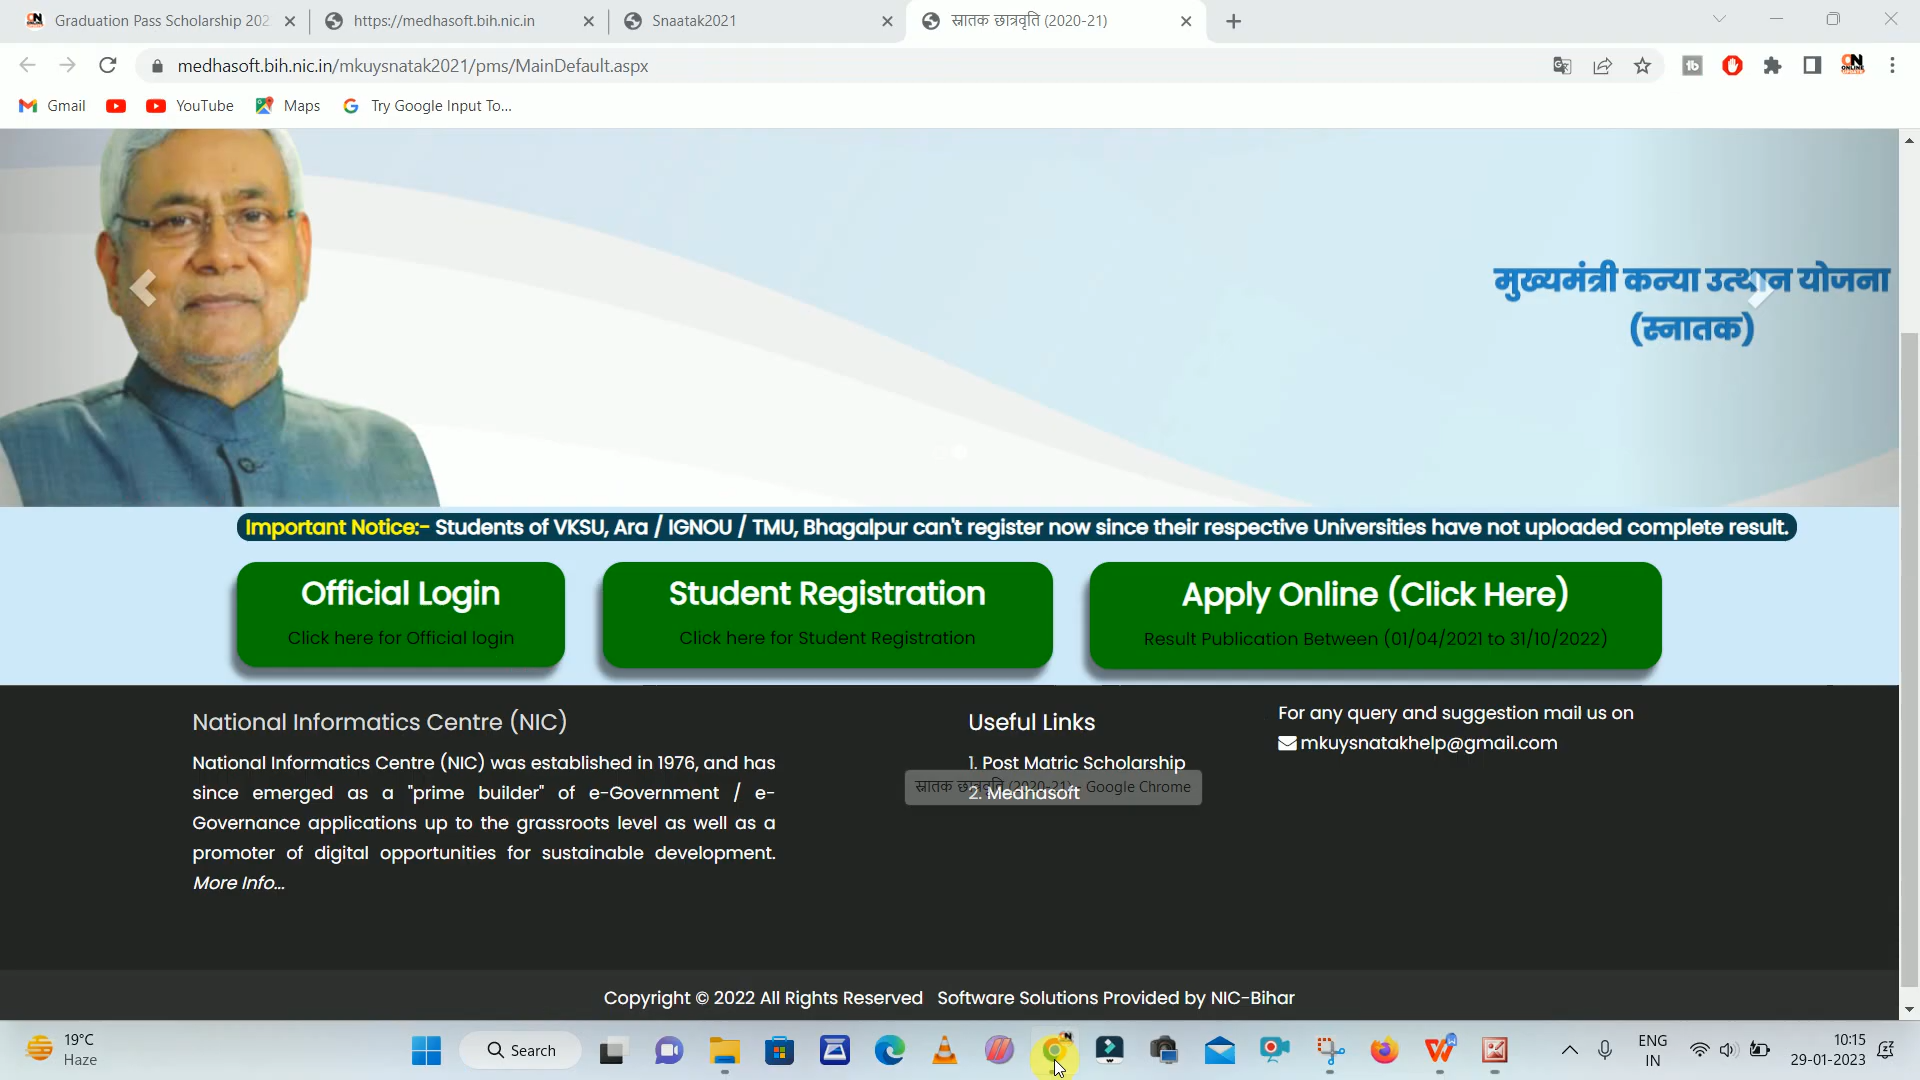 Graduation Pass Scholarship 202
https://medhasoft.bih.nic.in
Snaatak2021
स्नातक छात्रवृति (2020-21)
medhasoft.bih.nic.in/mkuysnatak2021/pms/MainDefault.aspx
Gmail
YouTube
Maps
Try Google Input To...
मुख्यमंत्री कन्या उत्थान योजना
(स्नातक)
Important Notice:- Students of VKSU, Ara / IGNOU / TMU, Bhagalpur can't register now since their respective Universities have not uploaded complete result.
Official Login
Click here for Official login
Student Registration
Click here for Student Registration
Apply Online (Click Here)
Result Publication Between (01/04/2021 to 31/10/2022)
National Informatics Centre (NIC)
National Informatics Centre (NIC) was established in 1976, and has
since emerged as a "prime builder" of e-Government / e-
Governance applications up to the grassroots level as well as a
promoter of digital opportunities for sustainable development.
More Info...
Useful Links
1. Post Matric Scholarship
2. Medhasoft
स्नातक छात्रवृति (2020-21) - Google Chrome
For any query and suggestion mail us on
mkuysnatakhelp@gmail.com
Copyright © 2022 All Rights Reserved Software Solutions Provided by NIC-Bihar
19°C
Haze
Search
ENG
IN
10:15
29-01-2023